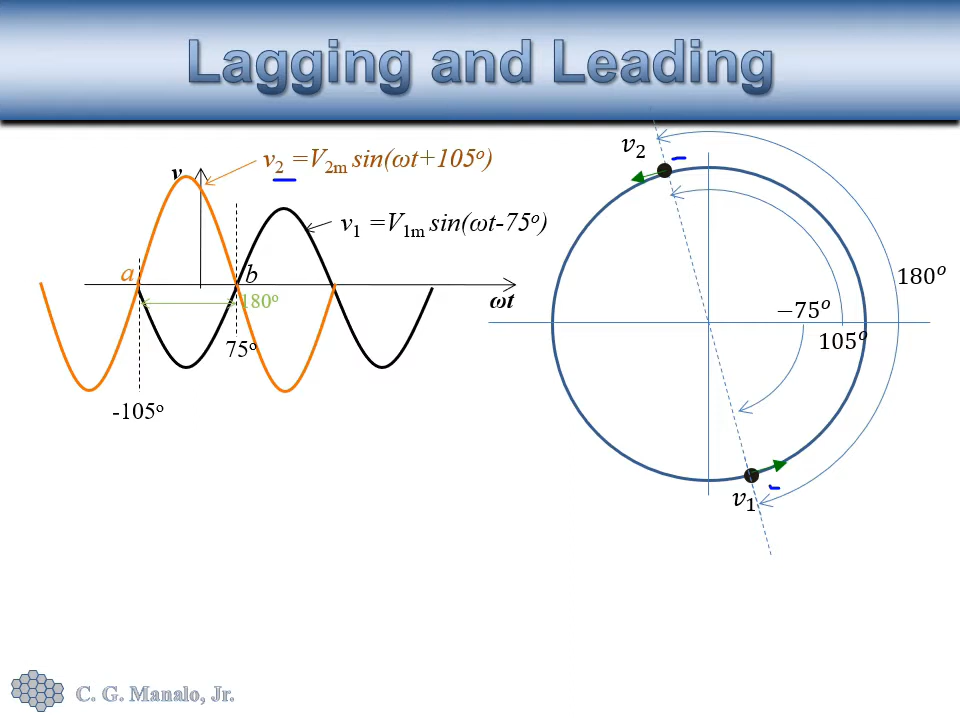 Lagging and Leading
v
v₂ =V₂ₘ sin(ωt+105ᵒ)
v₁ =V₁ₘ sin(ωt-75ᵒ)
a
b
180ᵒ
ωt
75ᵒ
-105ᵒ
v₂
180ᵒ
−75ᵒ
105ᵒ
v₁
C. G. Manalo, Jr.